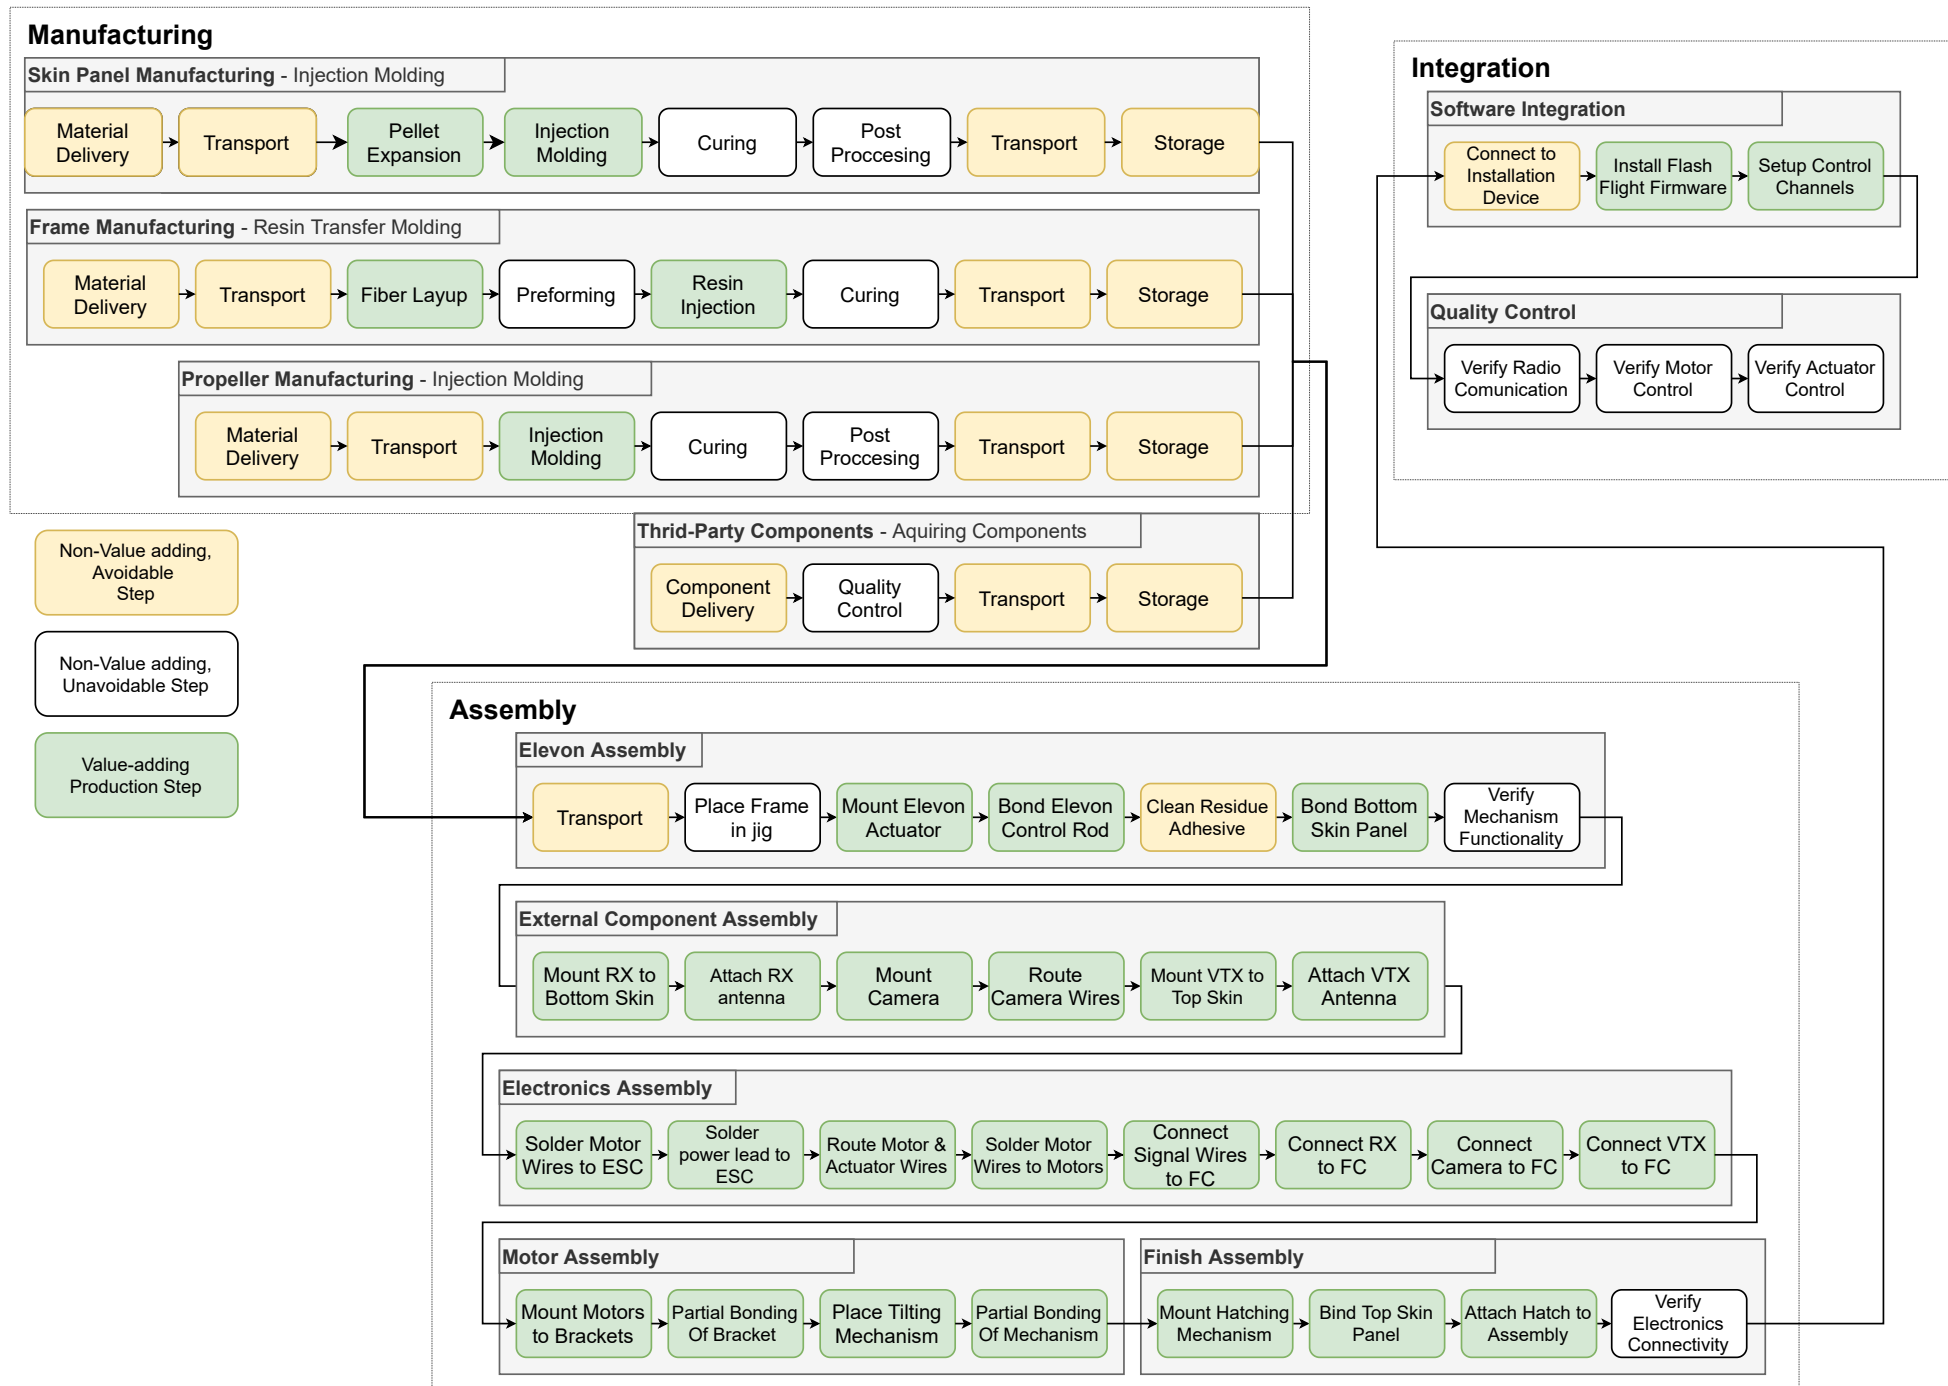 Manufacturing
Skin Panel Manufacturing - Injection Molding
Material
Delivery
Transport
Pellet
Expansion
Injection
Molding
Curing
Post
Proccesing
Transport
Storage
Frame Manufacturing - Resin Transfer Molding
Material
Delivery
Transport
Fiber Layup
Preforming
Resin
Injection
Curing
Transport
Storage
Propeller Manufacturing - Injection Molding
Material
Delivery
Transport
Injection
Molding
Curing
Post
Proccesing
Transport
Storage
Thrid-Party Components - Aquiring Components
Component
Delivery
Quality
Control
Transport
Storage
Non-Value adding,
Avoidable
Step
Non-Value adding,
Unavoidable Step
Value-adding
Production Step
Assembly
Elevon Assembly
Transport
Place Frame
in jig
Mount Elevon
Actuator
Bond Elevon
Control Rod
Clean Residue
Adhesive
Bond Bottom
Skin Panel
Verify
Mechanism
Functionality
External Component Assembly
Mount RX to
Bottom Skin
Attach RX
antenna
Mount
Camera
Route
Camera Wires
Mount VTX to
Top Skin
Attach VTX
Antenna
Electronics Assembly
Solder Motor
Wires to ESC
Solder
power lead to
ESC
Route Motor &
Actuator Wires
Solder Motor
Wires to Motors
Connect
Signal Wires
to FC
Connect RX
to FC
Connect
Camera to FC
Connect VTX
to FC
Motor Assembly
Mount Motors
to Brackets
Partial Bonding
Of Bracket
Place Tilting
Mechanism
Partial Bonding
Of Mechanism
Finish Assembly
Mount Hatching
Mechanism
Bind Top Skin
Panel
Attach Hatch to
Assembly
Verify
Electronics
Connectivity
Integration
Software Integration
Connect to
Installation
Device
Install Flash
Flight Firmware
Setup Control
Channels
Quality Control
Verify Radio
Comunication
Verify Motor
Control
Verify Actuator
Control